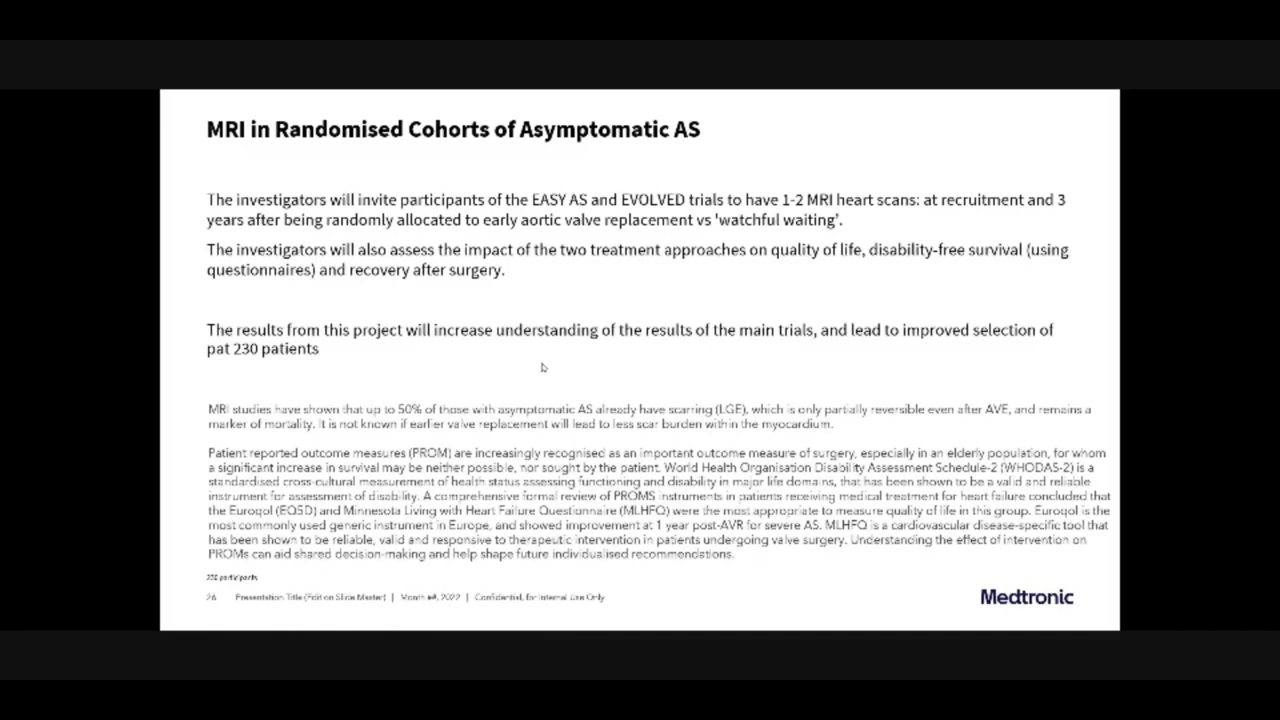 MRI in Randomised Cohorts of Asymptomatic AS
The investigators will invite participants of the EASY AS and EVOLVED trials to have 1-2 MRI heart scans: at recruitment and 3
years after being randomly allocated to early aortic valve replacement vs 'watchful waiting'.
The investigators will also assess the impact of the two treatment approaches on quality of life, disability-free survival (using
questionnaires) and recovery after surgery.
The results from this project will increase understanding of the results of the main trials, and lead to improved selection of
pat 230 patients
MRI studies have shown that up to 50% of those with asymptomatic AS already have scarring (LGE), which is only partially reversible even after AVE, and remains a
marker of mortality. It is not known if earlier valve replacement will lead to less scar burden within the myocardium.
Patient reported outcome measures (PROM) are increasingly recognised as an important outcome measure of surgery, especially in an elderly population, for whom
a significant increase in survival may be neither possible, nor sought by the patient. World Health Organisation Disability Assessment Schedule-2 (WHODAS-2) is a
standardised cross-cultural measurement of health status assessing functioning and disability in major life domains, that has been shown to be a valid and reliable
instrument for assessment of disability. A comprehensive formal review of PROMS instruments in patients receiving medical treatment for heart failure concluded that
the Euroqol (EQ5D) and Minnesota Living with Heart Failure Questionnaire (MLHFQ) were the most appropriate to measure quality of life in this group. Euroqol is the
most commonly used generic instrument in Europe, and showed improvement at 1 year post-AVR for severe AS. MLHFQ is a cardiovascular disease-specific tool that
has been shown to be reliable, valid and responsive to therapeutic intervention in patients undergoing valve surgery. Understanding the effect of intervention on
PROMs can aid shared decision-making and help shape future individualised recommendations.
230 participants
26 Presentation Title (Edit on Slide Master) | Month ##, 2022 | Confidential, for Internal Use Only
Medtronic